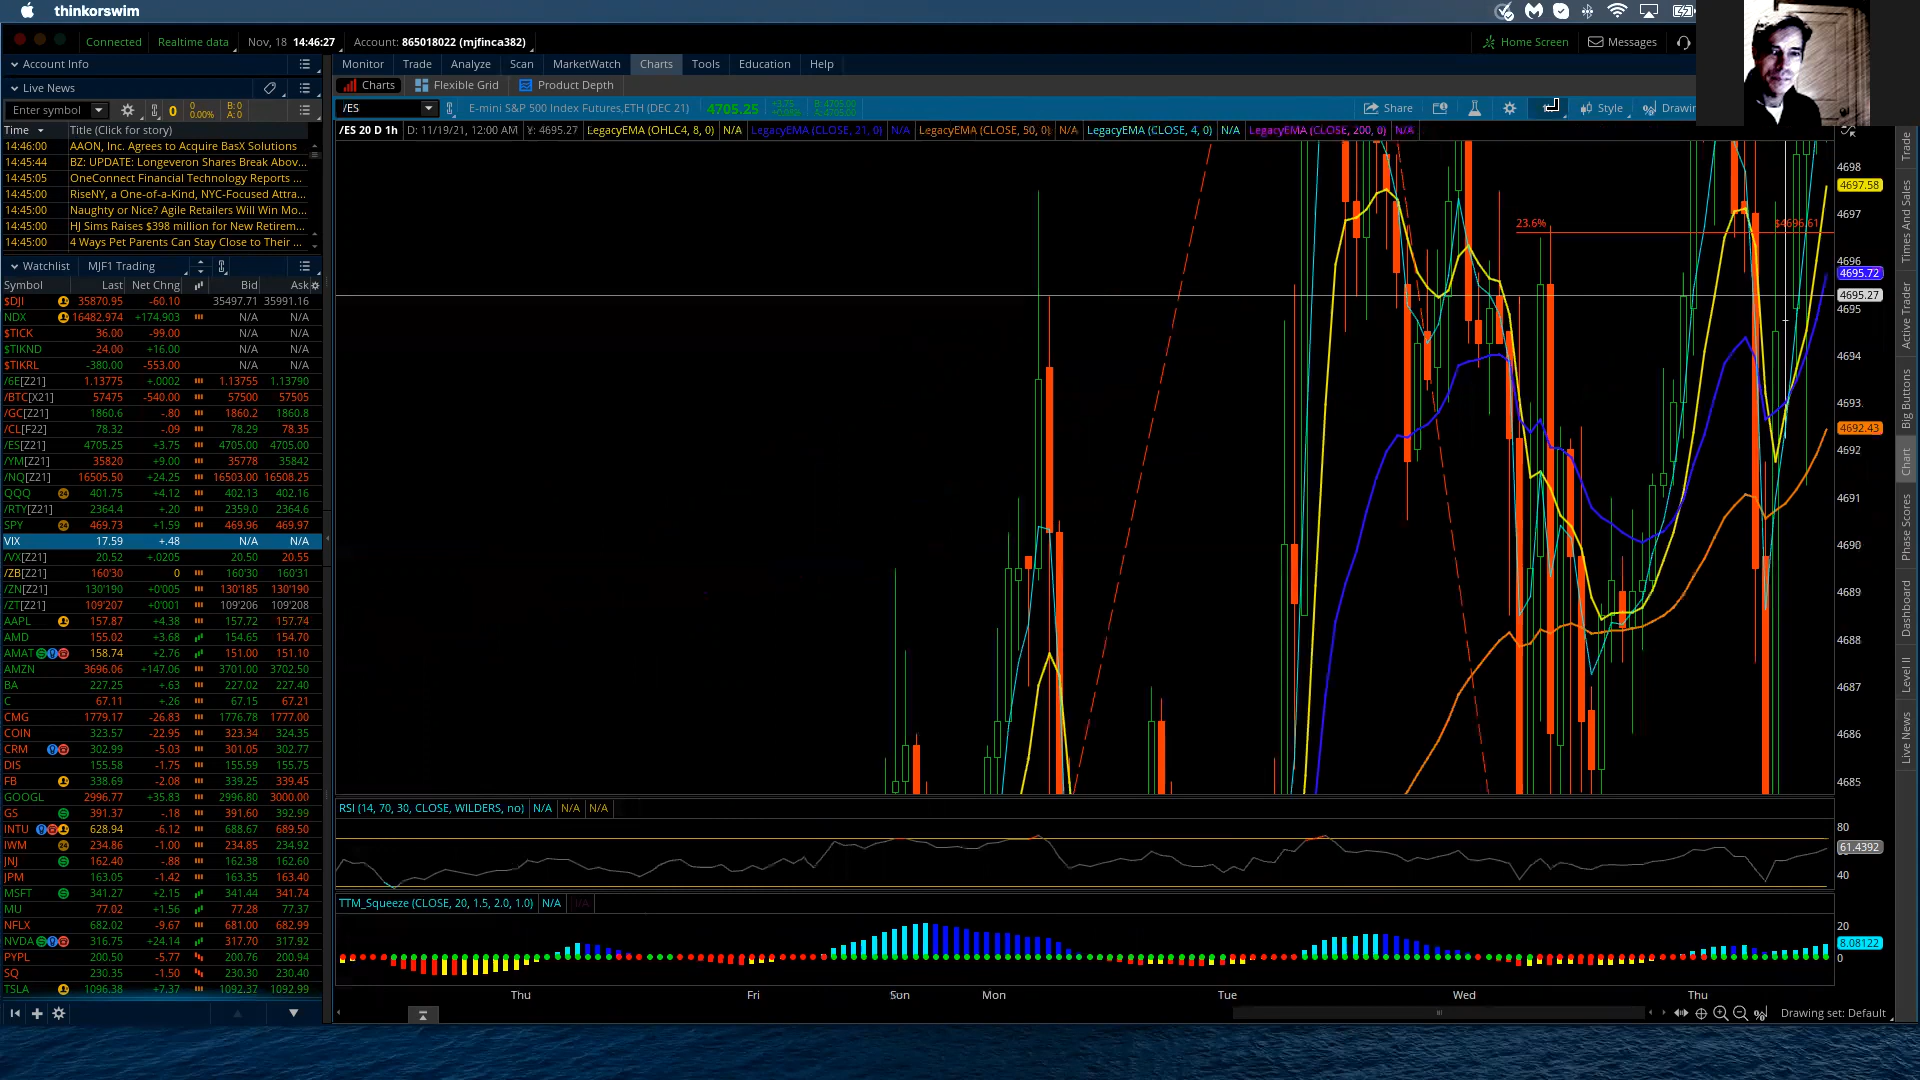 thinkorswim
Connected Realtime data Nov, 18 14:46:27 Account: 865018022 (mjfinca382) Home Screen Messages
Account Info Monitor Trade Analyze Scan MarketWatch Charts Tools Education Help
Live News Charts Flexible Grid Product Depth
Enter symbol 0 0 0.00% B: 0 A: 0 /ES E-mini S&P 500 Index Futures,ETH (DEC 21) 4705.25 +3.75 B: 4705.00 Share Style Drawin
Time Title (Click for story) /ES 20 D 1h D: 11/19/21, 12:00 AM Y: 4695.27 LegacyEMA (OHLC4, 8, 0) N/A LegacyEMA (CLOSE, 21, 0) N/A LegacyEMA (CLOSE, 50, 0) N/A LegacyEMA (CLOSE, 4, 0) N/A LegacyEMA (CLOSE, 200, 0) N/A
14:46:00 AAON, Inc. Agrees to Acquire BasX Solutions
14:45:44 BZ: UPDATE: Longeveron Shares Break Abov...
14:45:05 OneConnect Financial Technology Reports ...
14:45:00 RiseNY, a One-of-a-Kind, NYC-Focused Attra...
14:45:00 Naughty or Nice? Agile Retailers Will Win Mo...
14:45:00 HJ Sims Raises $398 million for New Retirem...
14:45:00 4 Ways Pet Parents Can Stay Close to Their ...
Watchlist MJF1 Trading
Symbol Last Net Chng Bid Ask
$DJI 35870.95 -60.10 35497.71 35991.16
NDX 16482.974 +174.903 N/A N/A
$TICK 36.00 -99.00 N/A N/A
$TIKND -24.00 +16.00 N/A N/A
$TIKRL -380.00 -553.00 N/A N/A
/6E[Z21] 1.13775 +.0002 1.13755 1.13790
/BTC[X21] 57475 -540.00 57500 57505
/GC[Z21] 1860.6 -.80 1860.2 1860.8
/CL[F22] 78.32 -.09 78.29 78.35
/ES[Z21] 4705.25 +3.75 4705.00 4705.00
/YM[Z21] 35820 +9.00 35778 35842
/NQ[Z21] 16505.50 +24.25 16503.00 16508.25
QQQ 401.75 +4.12 402.13 402.16
/RTY[Z21] 2364.4 +.20 2359.0 2364.6
SPY 469.73 +1.59 469.96 469.97
VIX 17.59 +.48 N/A N/A
/VX[Z21] 20.52 +.0205 20.50 20.55
/ZB[Z21] 160'30 0 160'30 160'31
/ZN[Z21] 130'190 +0'005 130'185 130'190
/ZT[Z21] 109'207 +0'001 109'206 109'208
AAPL 157.87 +4.38 157.72 157.74
AMD 155.02 +3.68 154.65 154.70
AMAT 158.74 +2.76 151.00 151.10
AMZN 3696.06 +147.06 3701.00 3702.50
BA 227.25 +.63 227.02 227.40
C 67.11 +.26 67.15 67.21
CMG 1779.17 -26.83 1776.78 1777.00
COIN 323.57 -22.95 323.34 324.35
CRM 302.99 -5.03 301.05 302.77
DIS 155.58 -1.75 155.59 155.75
FB 338.69 -2.08 339.25 339.45
GOOGL 2996.77 +35.83 2996.80 3000.00
GS 391.37 -.18 391.60 392.99
INTU 628.94 -6.12 688.67 689.50
IWM 234.86 -1.00 234.85 234.92
JNJ 162.40 -.88 162.38 162.60
JPM 163.05 -1.42 163.35 163.40
MSFT 341.27 +2.15 341.44 341.74
MU 77.02 +1.56 77.28 77.37
NFLX 682.02 -9.67 681.00 682.99
NVDA 316.75 +24.14 317.70 317.92
PYPL 200.50 -5.77 200.76 200.94
SQ 230.35 -1.50 230.30 230.40
TSLA 1096.38 +7.37 1092.37 1092.99
23.6% $4696.61
4698
4697.58
4697
4696
4695.72
4695.27
4695
4694
4693
4692.43
4692
4691
4690
4689
4688
4687
4686
4685
RSI (14, 70, 30, CLOSE, WILDERS, no) N/A N/A N/A
80
61.4392
40
TTM_Squeeze (CLOSE, 20, 1.5, 2.0, 1.0) N/A
20
8.08122
0
Thu Fri Sun Mon Tue Wed Thu
Drawing set: Default
Trade
Times And Sales
Active Trader
Big Buttons
Chart
Phase Scores
Dashboard
Level II
Live News